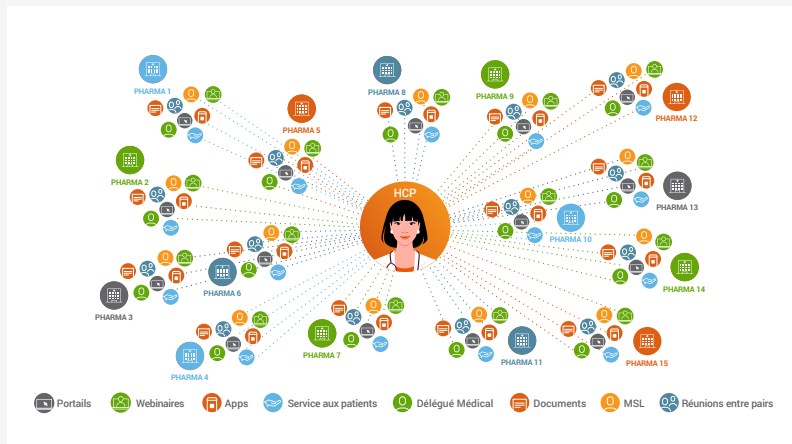 PHARMA 1
PHARMA 8
PHARMA 9
PHARMA 12
PHARMA 5
PHARMA 2
HCP
PHARMA 13
PHARMA 10
PHARMA 6
PHARMA 14
PHARMA 3
PHARMA 7
PHARMA 11
PHARMA 15
PHARMA 4
Portails
Webinaires
Apps
Service aux patients
Délégué Médical
Documents
MSL
Réunions entre pairs